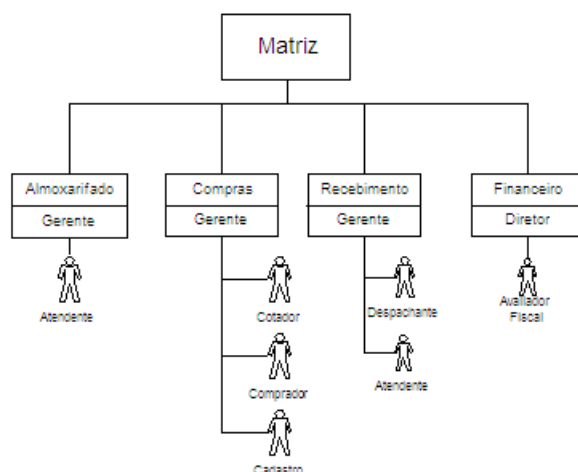 Matriz
Almoxarifado
Gerente
Atendente
Compras
Gerente
Cotador
Comprador
Cadastro
Recebimento
Gerente
Despachante
Atendente
Financeiro
Diretor
Avaliador
Fiscal